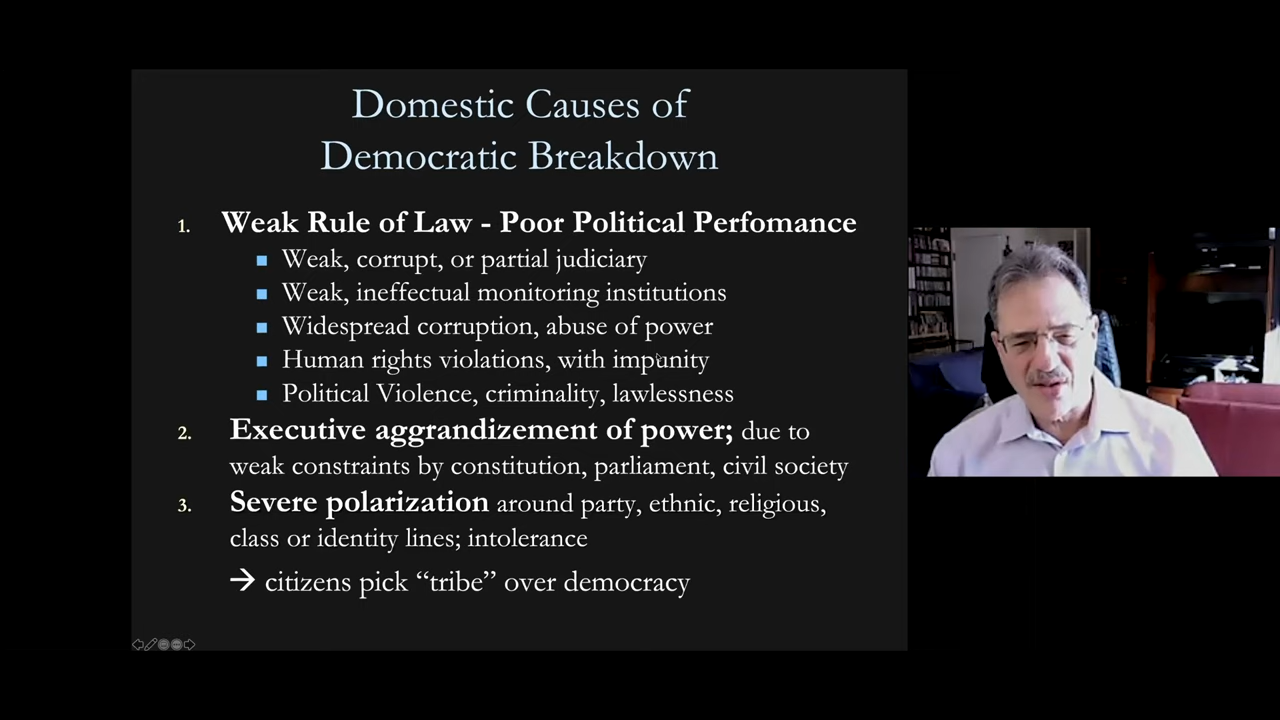 Domestic Causes of
Democratic Breakdown
1. Weak Rule of Law - Poor Political Perfomance
■ Weak, corrupt, or partial judiciary
■ Weak, ineffectual monitoring institutions
■ Widespread corruption, abuse of power
■ Human rights violations, with impunity
■ Political Violence, criminality, lawlessness
2. Executive aggrandizement of power; due to
weak constraints by constitution, parliament, civil society
3. Severe polarization around party, ethnic, religious,
class or identity lines; intolerance
→ citizens pick “tribe” over democracy